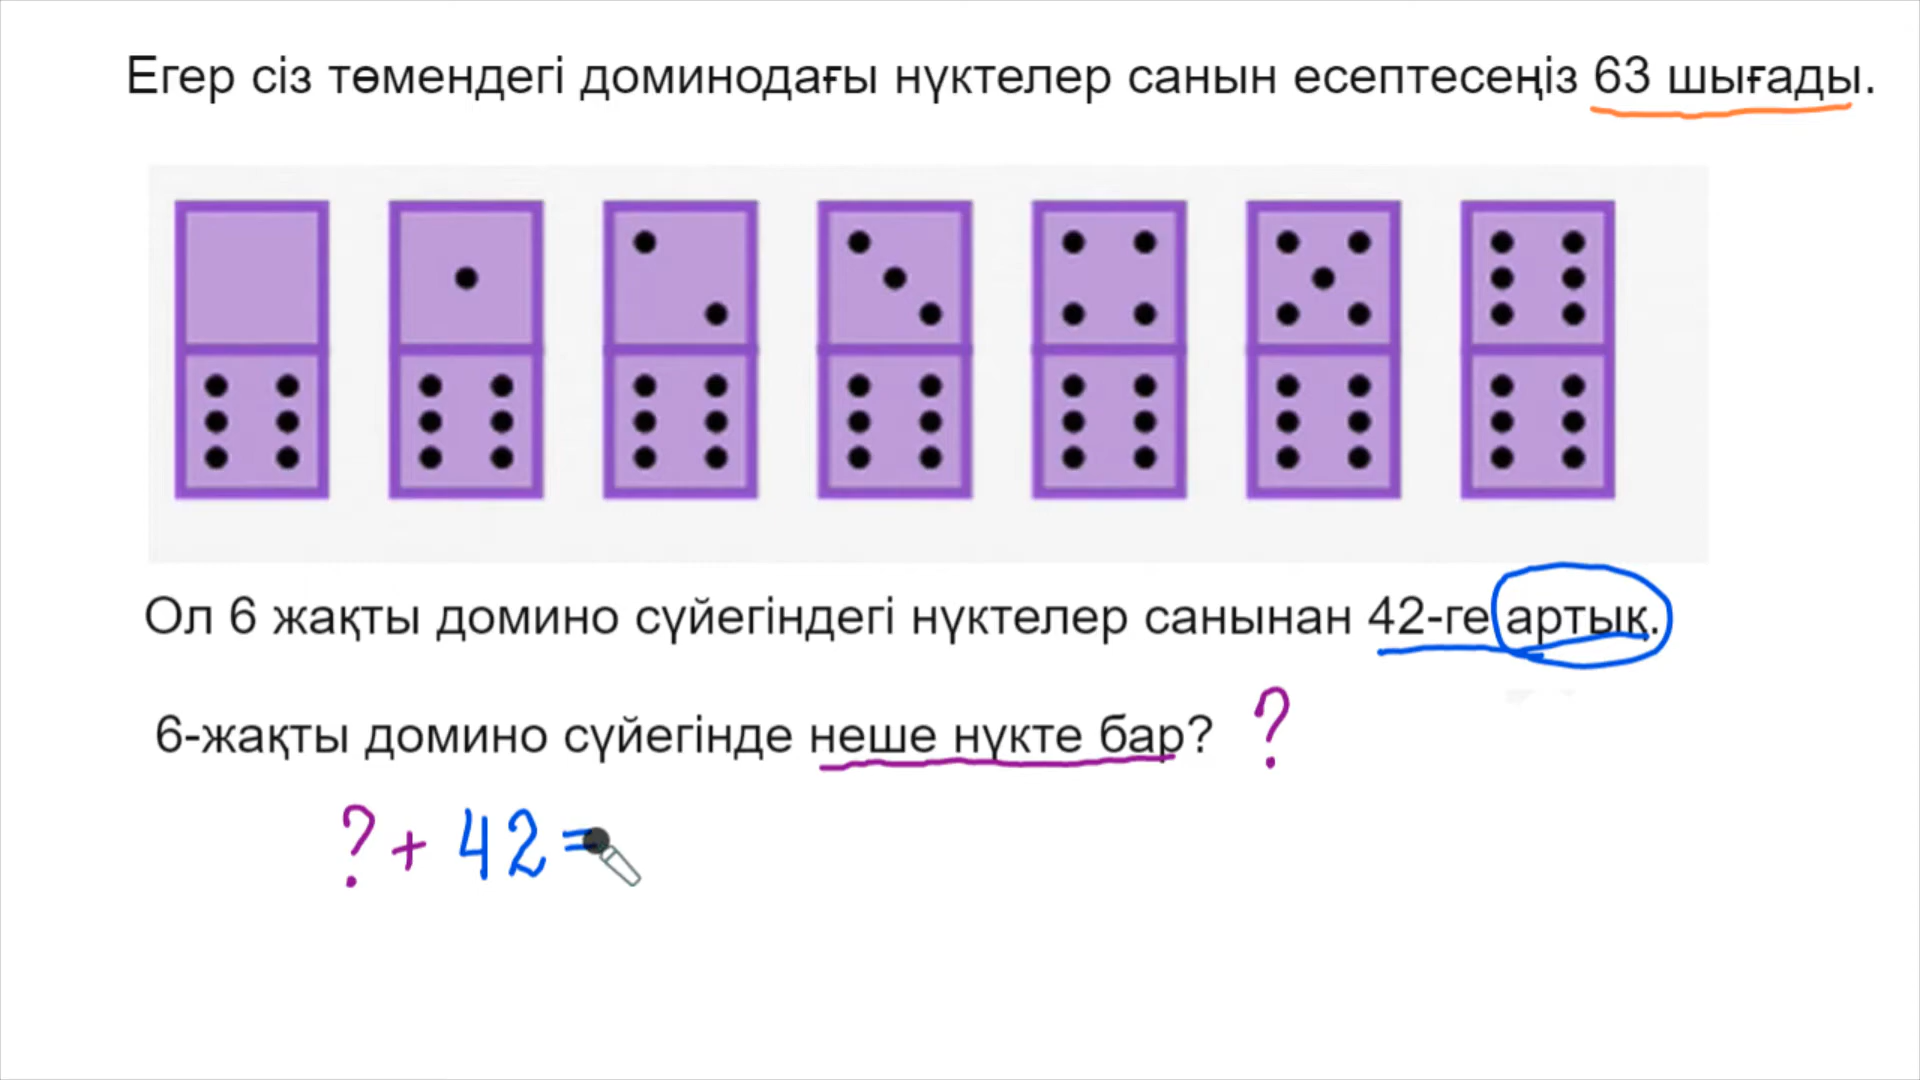 Егер сіз төмендегі доминодағы нүктелер санын есептесеңіз 63 шығады.
Ол 6 жақты домино сүйегіндегі нүктелер санынан 42-ге артық.
6-жақты домино сүйегінде неше нүкте бар? ?
? + 42 =